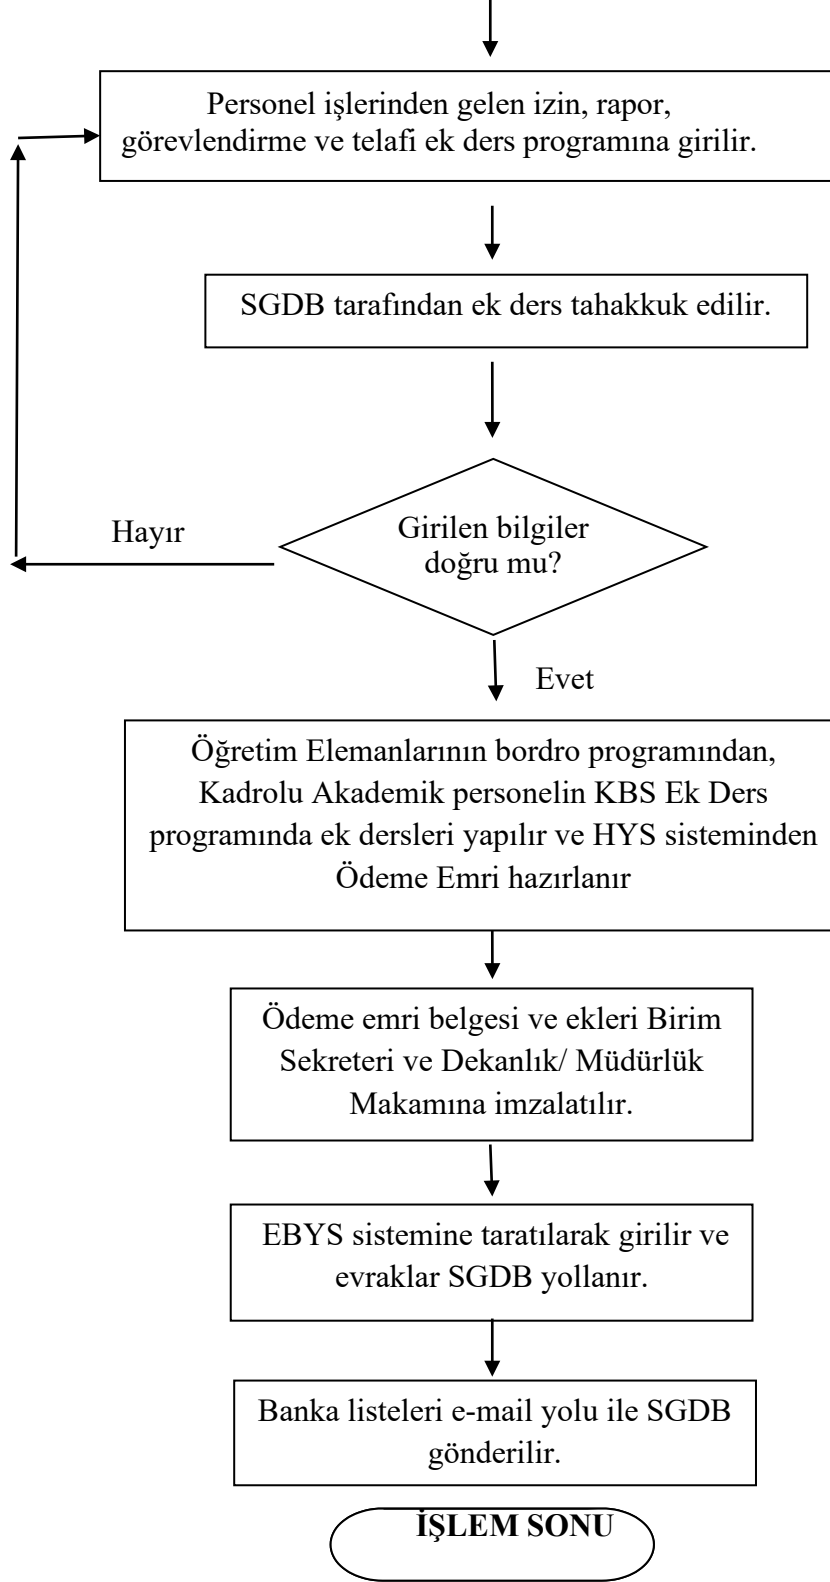 Personel işlerinden gelen izin, rapor,
görevlendirme ve telafi ek ders programına girilir.
SGDB tarafından ek ders tahakkuk edilir.
Hayır
Girilen bilgiler
doğru mu?
Evet
Öğretim Elemanlarının bordro programından,
Kadrolu Akademik personelin KBS Ek Ders
programında ek dersleri yapılır ve HYS sisteminden
Ödeme Emri hazırlanır
Ödeme emri belgesi ve ekleri Birim
Sekreteri ve Dekanlık/ Müdürlük
Makamına imzalatılır.
EBYS sistemine taratılarak girilir ve
evraklar SGDB yollanır.
Banka listeleri e-mail yolu ile SGDB
gönderilir.
İŞLEM SONU